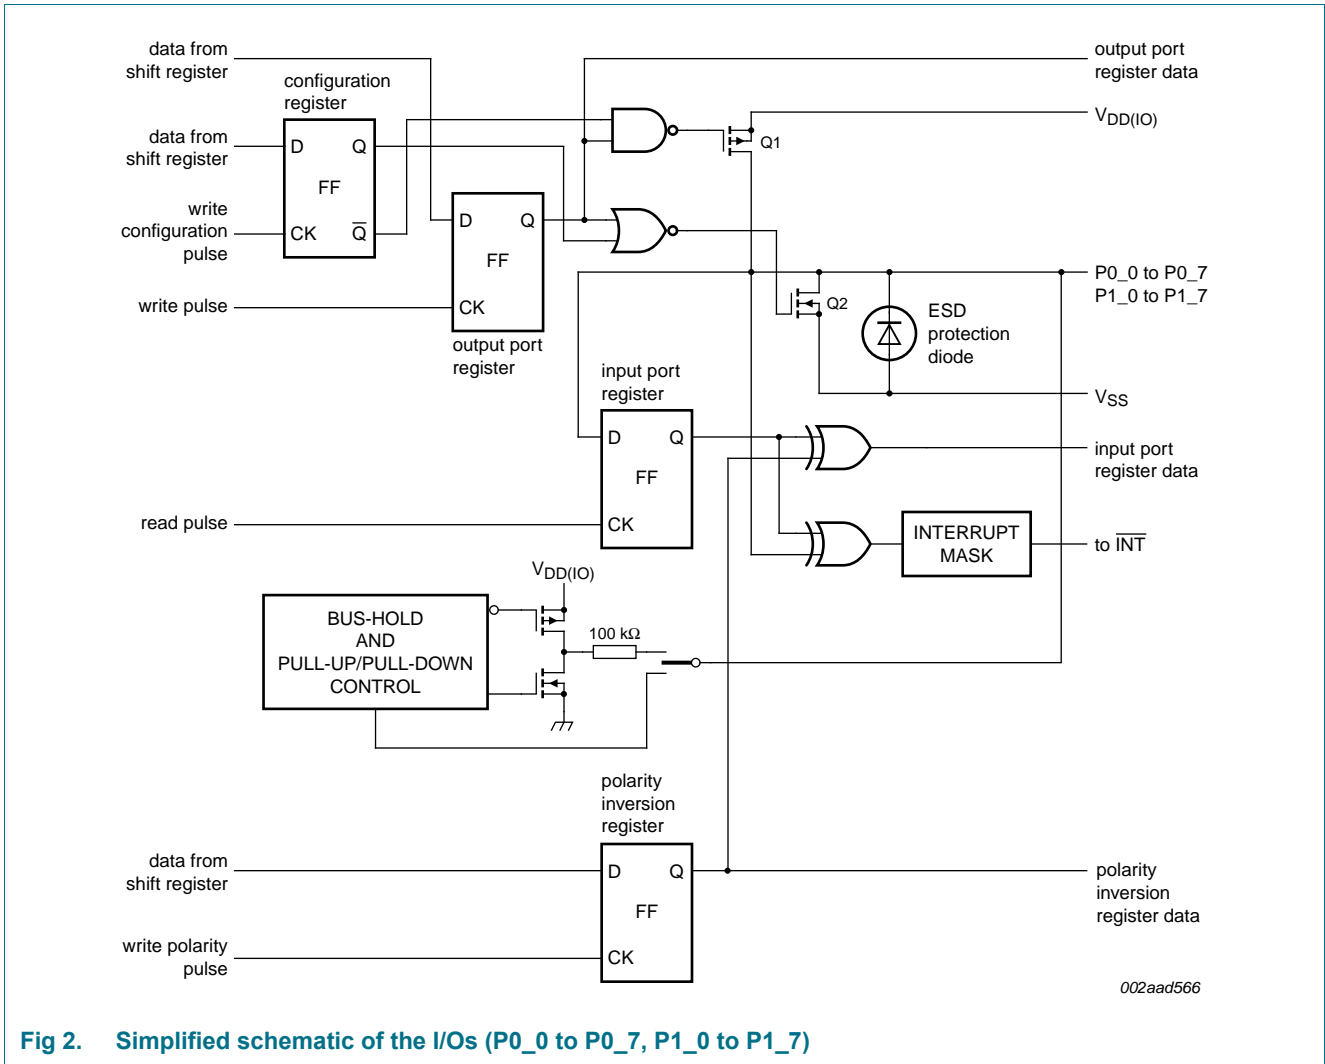 data from
shift register
configuration
register
data from
shift register
D
Q
FF
write
configuration
pulse
CK
Q̅
output port
register data
VDD(IO)
Q1
D
Q
FF
CK
write pulse
output port
register
P0_0 to P0_7
P1_0 to P1_7
Q2
ESD
protection
diode
VSS
input port
register
D
Q
FF
CK
read pulse
input port
register data
INTERRUPT
MASK
to I̅N̅T̅
VDD(IO)
BUS-HOLD
AND
PULL-UP/PULL-DOWN
CONTROL
100 kΩ
polarity
inversion
register
data from
shift register
D
Q
FF
CK
write polarity
pulse
polarity
inversion
register data
002aad566
Fig 2. Simplified schematic of the I/Os (P0_0 to P0_7, P1_0 to P1_7)